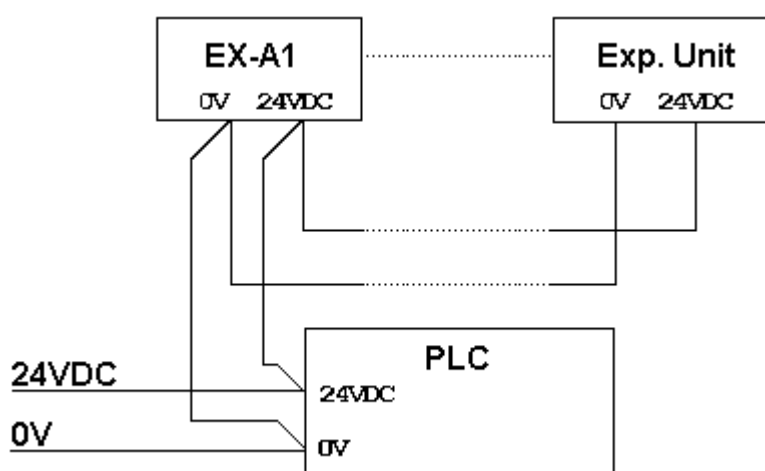 EX-A1
0V 24VDC
Exp. Unit
0V 24VDC
PLC
24VDC
24VDC
0V
0V